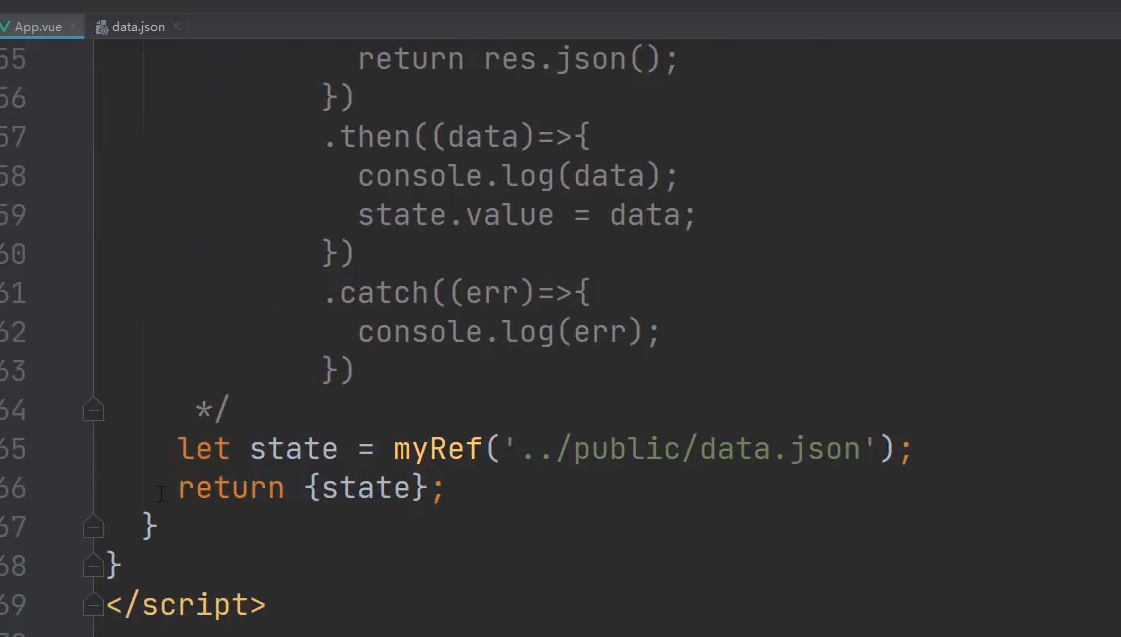 App.vue data.json
55 return res.json();
56 })
57 .then((data)=>{
58 console.log(data);
59 state.value = data;
60 })
61 .catch((err)=>{
62 console.log(err);
63 })
64 */
65 let state = myRef('../public/data.json');
66 return {state};
67 }
68 }
69 </script>